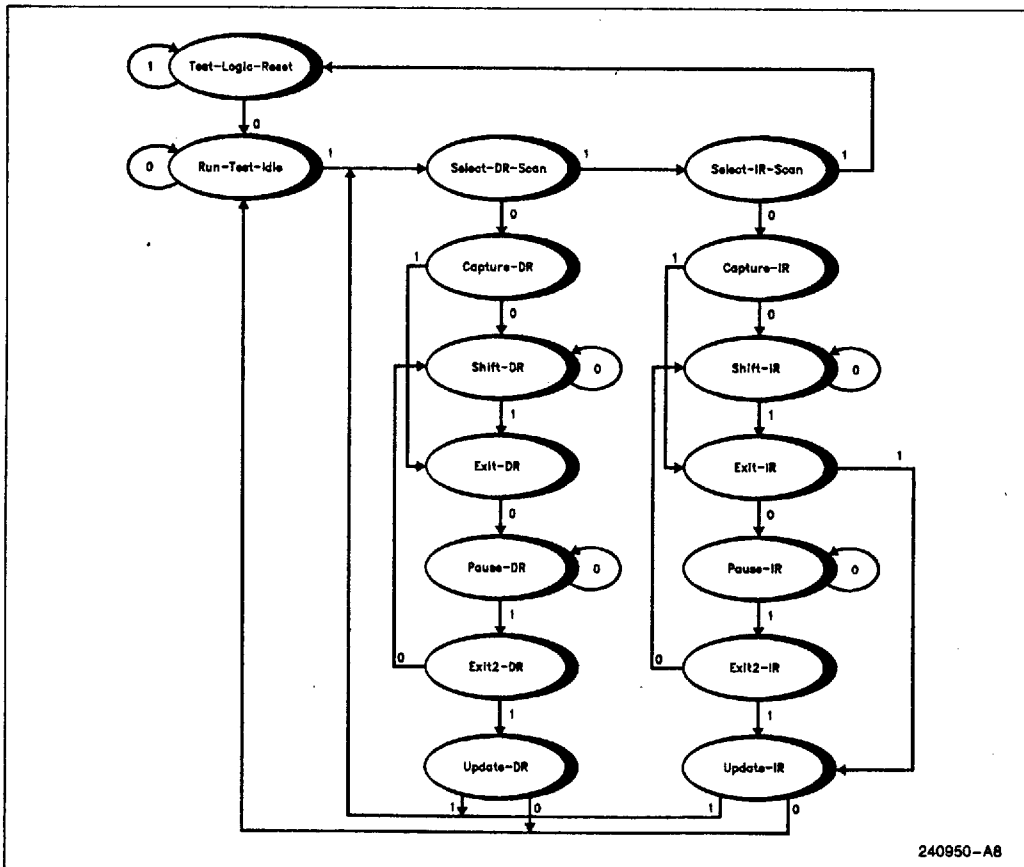 1
Test-Logic-Reset
0
0
Run-Test-Idle
1
Select-DR-Scan
1
Select-IR-Scan
1
0
0
1
Capture-DR
1
Capture-IR
0
0
Shift-DR
0
Shift-IR
0
1
1
Exit-DR
Exit-IR
1
0
0
Pause-DR
0
Pause-IR
0
1
1
0
Exit2-DR
0
Exit2-IR
1
1
Update-DR
Update-IR
1
0
1
0
240950-A8